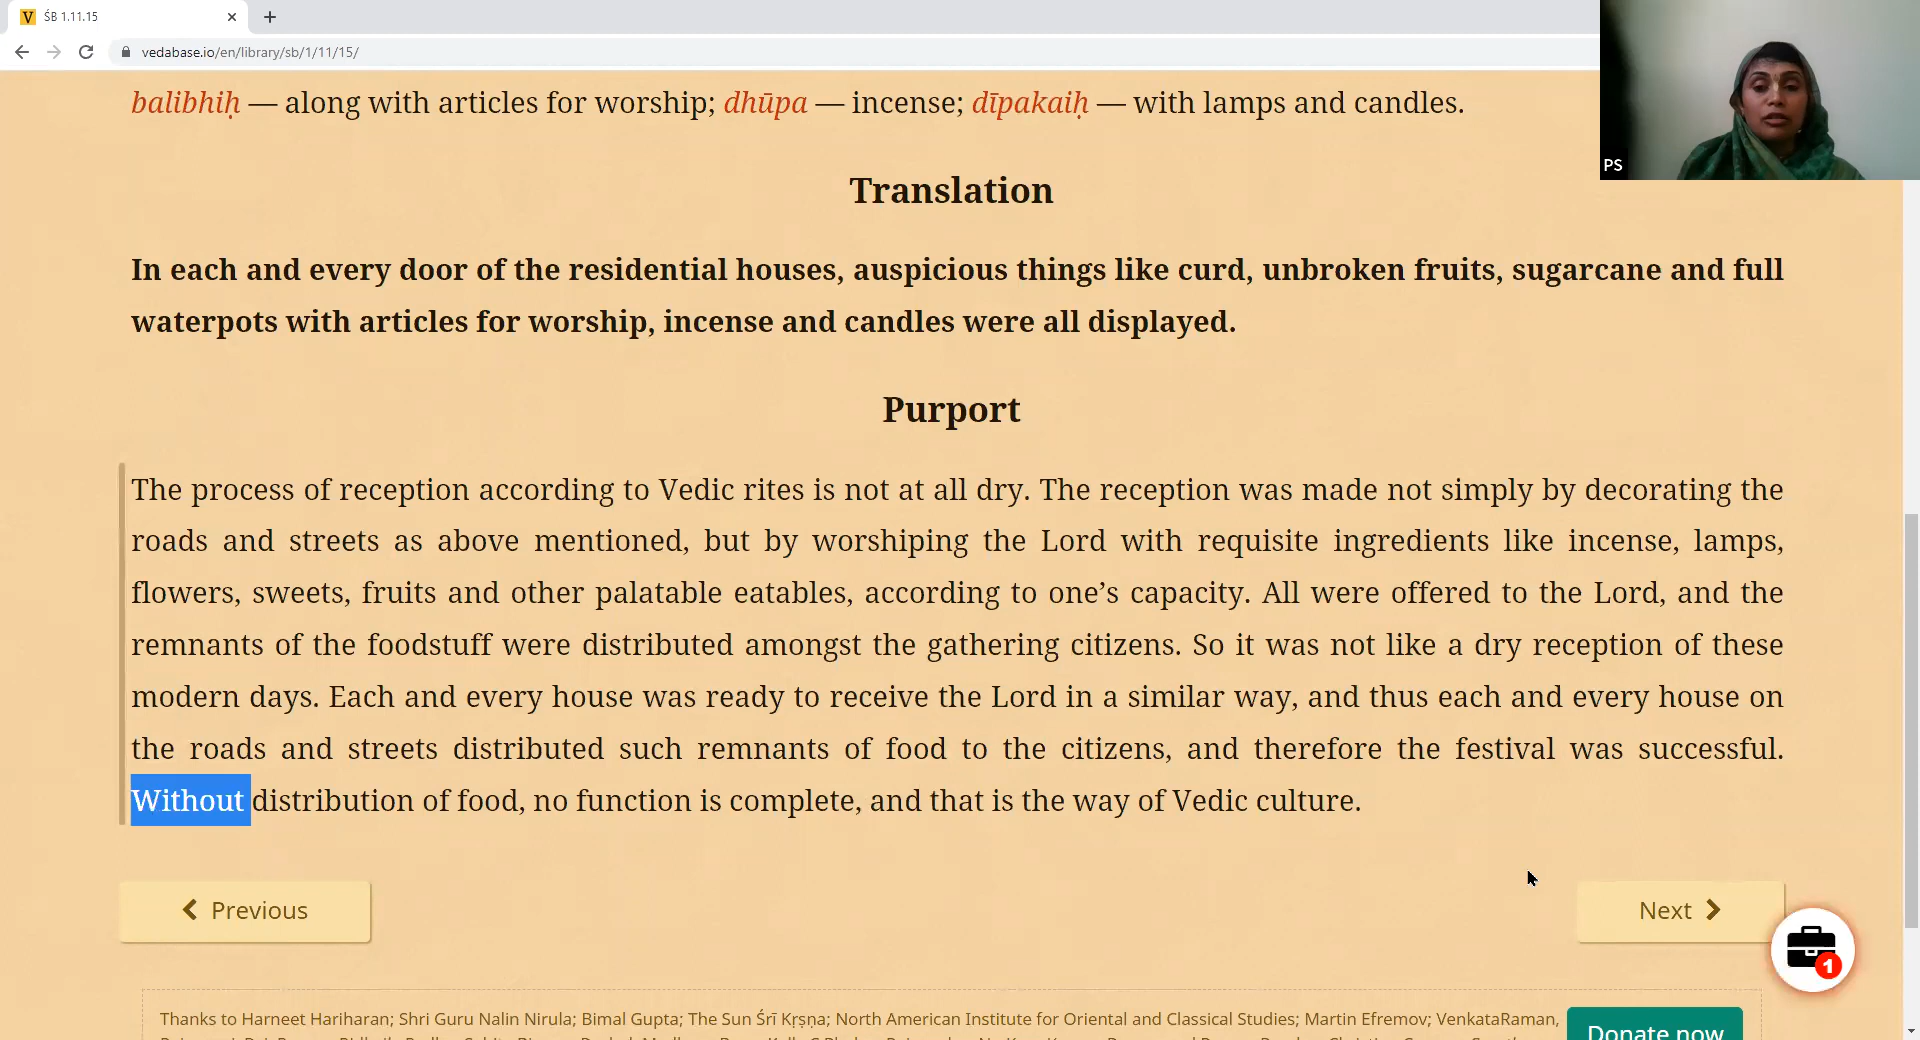 ŚB 1.11.15
vedabase.io/en/library/sb/1/11/15/
balibhiḥ — along with articles for worship; dhūpa — incense; dīpakaiḥ — with lamps and candles.
PS
Translation
In each and every door of the residential houses, auspicious things like curd, unbroken fruits, sugarcane and full
waterpots with articles for worship, incense and candles were all displayed.
Purport
The process of reception according to Vedic rites is not at all dry. The reception was made not simply by decorating the
roads and streets as above mentioned, but by worshiping the Lord with requisite ingredients like incense, lamps,
flowers, sweets, fruits and other palatable eatables, according to one’s capacity. All were offered to the Lord, and the
remnants of the foodstuff were distributed amongst the gathering citizens. So it was not like a dry reception of these
modern days. Each and every house was ready to receive the Lord in a similar way, and thus each and every house on
the roads and streets distributed such remnants of food to the citizens, and therefore the festival was successful.
Without distribution of food, no function is complete, and that is the way of Vedic culture.
Previous
Next
1
Thanks to Harneet Hariharan; Shri Guru Nalin Nirula; Bimal Gupta; The Sun Śrī Kṛṣṇa; North American Institute for Oriental and Classical Studies; Martin Efremov; VenkataRaman,
Donate now